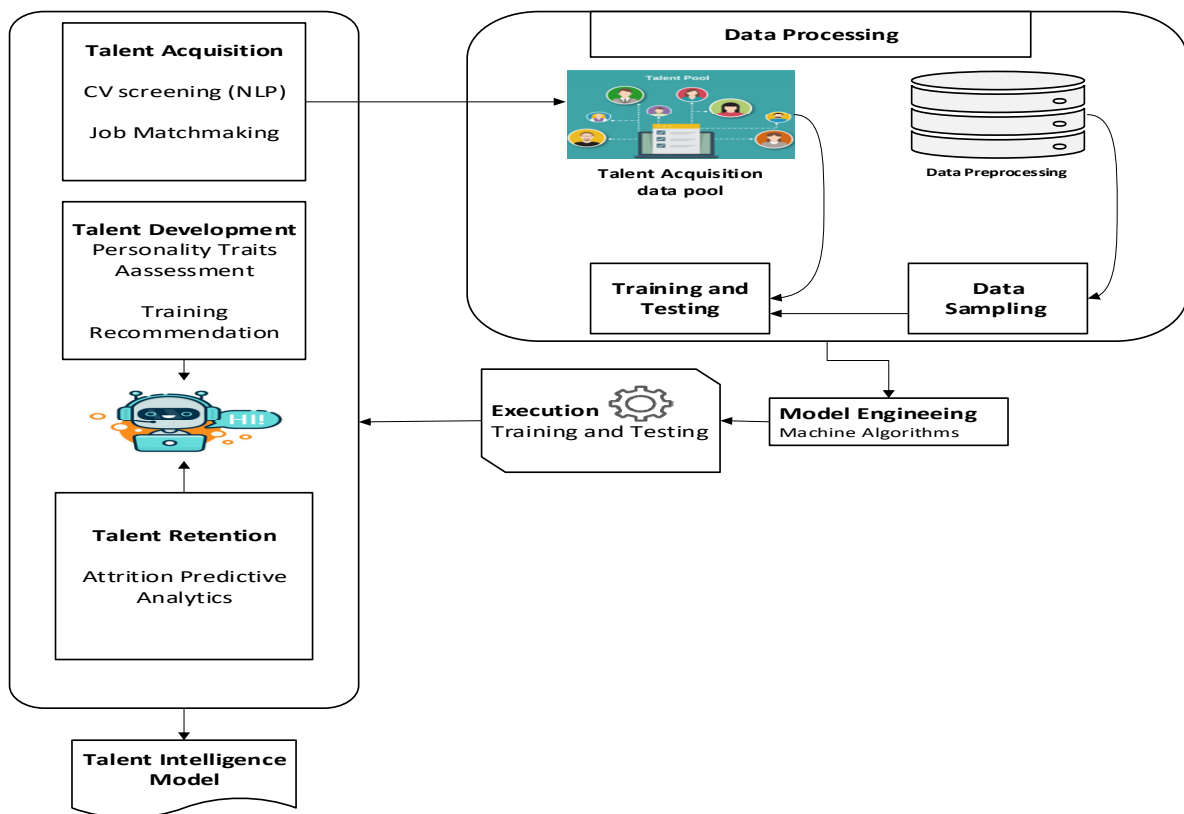 Talent Acquisition
CV screening (NLP)
Job Matchmaking
Talent Development
Personality Traits
Aassessment
Training
Recommendation
HI!
Talent Retention
Attrition Predictive
Analytics
Talent Intelligence
Model
Data Processing
Talent Pool
Talent Acquisition
data pool
Data Preprocessing
Training and
Testing
Data
Sampling
Execution
Training and Testing
Model Engineeing
Machine Algorithms